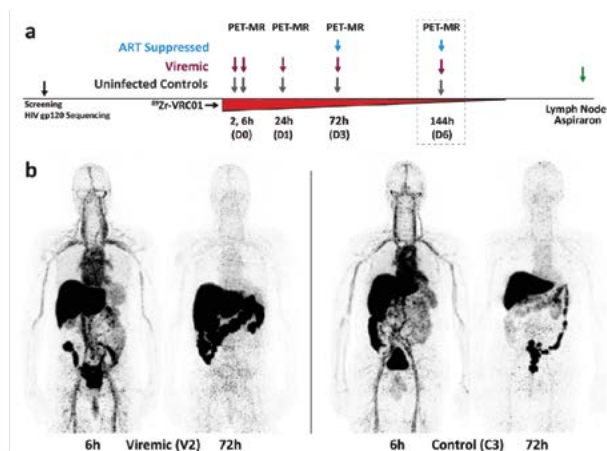 a
PET-MR PET-MR PET-MR PET-MR
ART Suppressed
Viremic
Uninfected Controls
Screening
HIV gp120 Sequencing
⁸⁹Zr-VRC01
2, 6h (D0)
24h (D1)
72h (D3)
144h (D6)
Lymph Node
Aspiraron
b
6h Viremic (V2) 72h 6h Control (C3) 72h